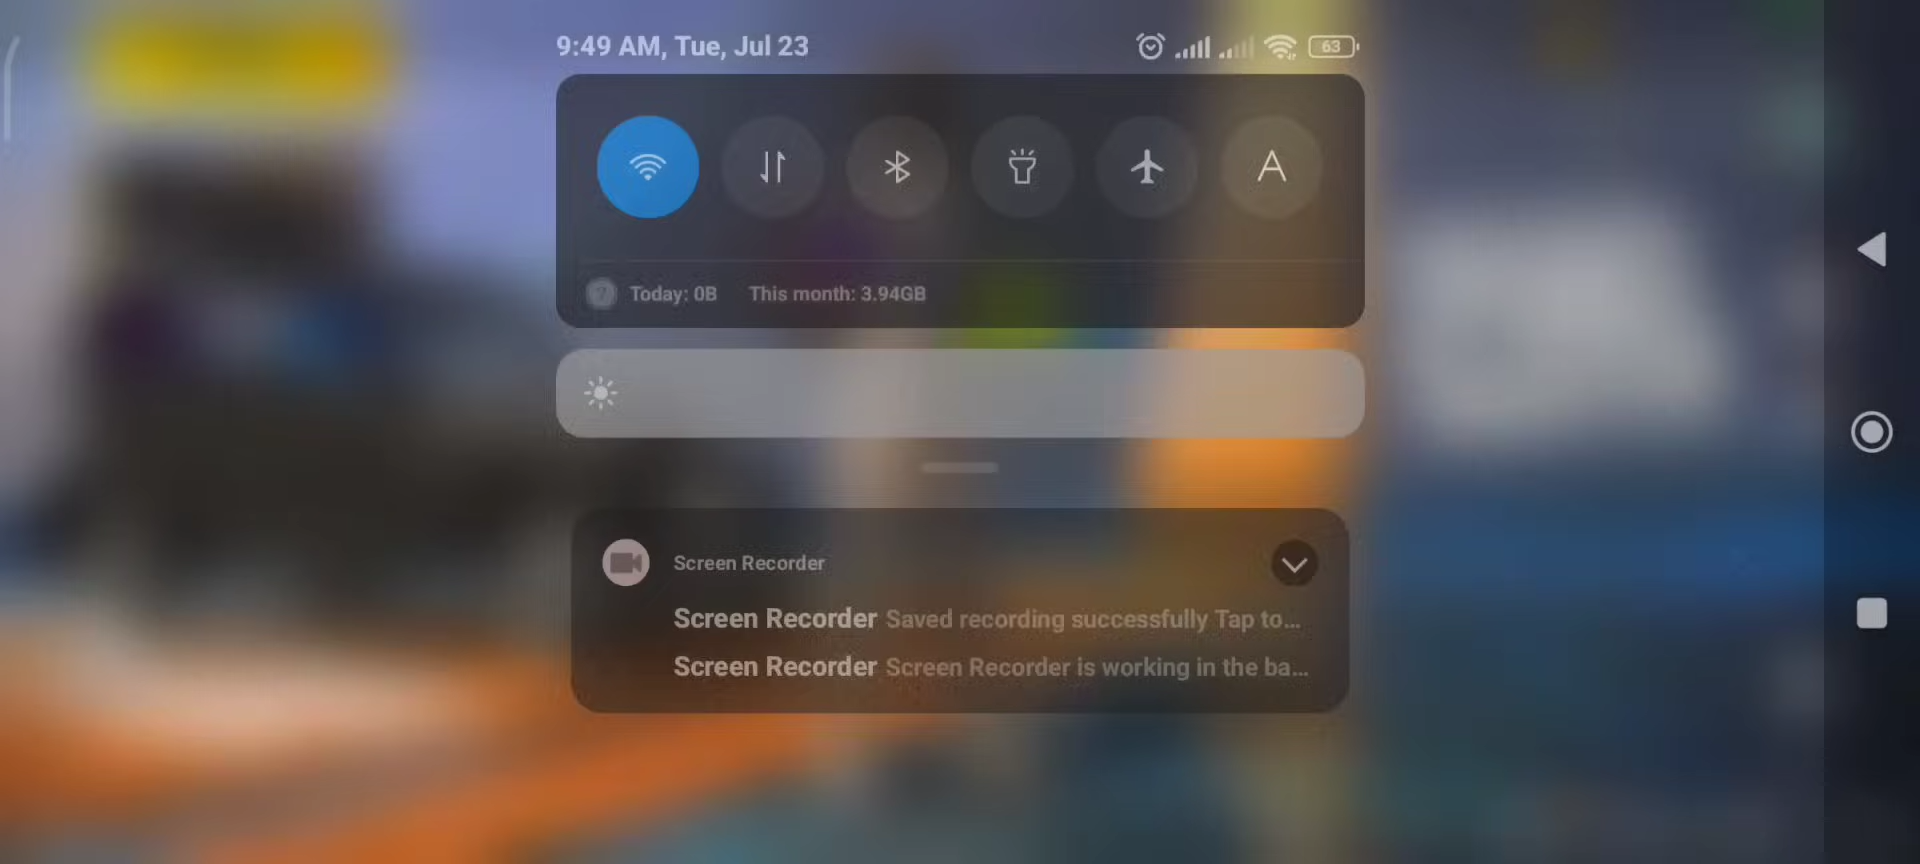 9:49 AM, Tue, Jul 23
63
A
Today: 0B This month: 3.94GB
Screen Recorder
Screen Recorder Saved recording successfully Tap to...
Screen Recorder Screen Recorder is working in the ba...